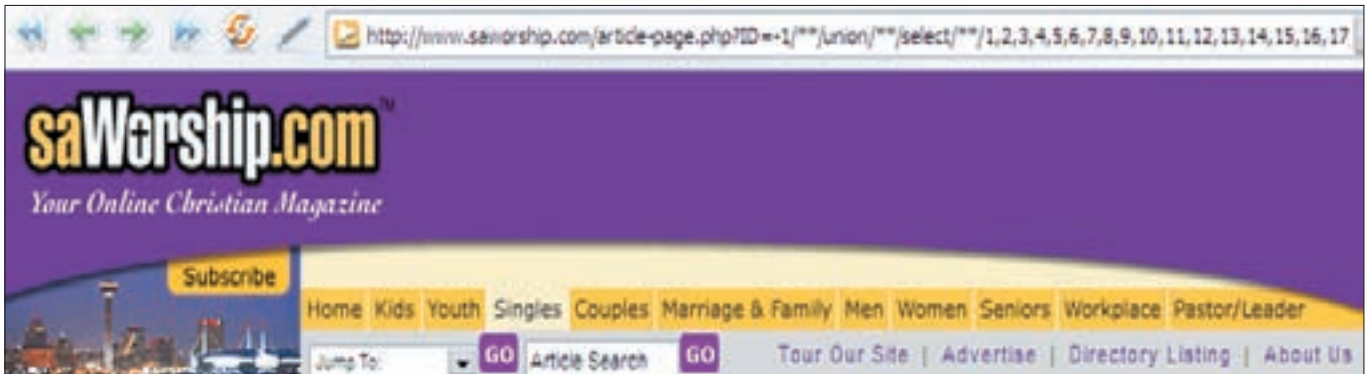 http://www.saworship.com/article-page.php?ID=-1/**/union/**/select/**/1,2,3,4,5,6,7,8,9,10,11,12,13,14,15,16,17
saWorship.com™
Your Online Christian Magazine
Subscribe
Home Kids Youth Singles Couples Marriage & Family Men Women Seniors Workplace Pastor/Leader
Jump To: GO Article Search GO Tour Our Site | Advertise | Directory Listing | About Us